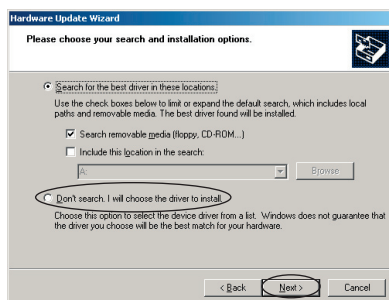 Hardware Update Wizard
Please choose your search and installation options.
Search for the best driver in these locations.
Use the check boxes below to limit or expand the default search, which includes local
paths and removable media. The best driver found will be installed.
Search removable media (floppy, CD-ROM...)
Include this location in the search:
A:
Browse
Don't search. I will choose the driver to install.
Choose this option to select the device driver from a list. Windows does not guarantee that
the driver you choose will be the best match for your hardware.
< Back
Next >
Cancel